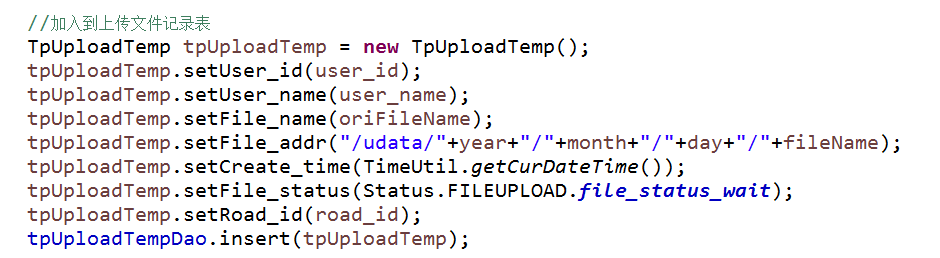 //加入到上传文件记录表
TpUploadTemp tpUploadTemp = new TpUploadTemp();
tpUploadTemp.setUser_id(user_id);
tpUploadTemp.setUser_name(user_name);
tpUploadTemp.setFile_name(oriFileName);
tpUploadTemp.setFile_addr("/udata/"+year+"/"+month+"/"+day+"/"+fileName);
tpUploadTemp.setCreate_time(TimeUtil.getCurDateTime());
tpUploadTemp.setFile_status(Status.FILEUPLOAD.file_status_wait);
tpUploadTemp.setRoad_id(road_id);
tpUploadTempDao.insert(tpUploadTemp);